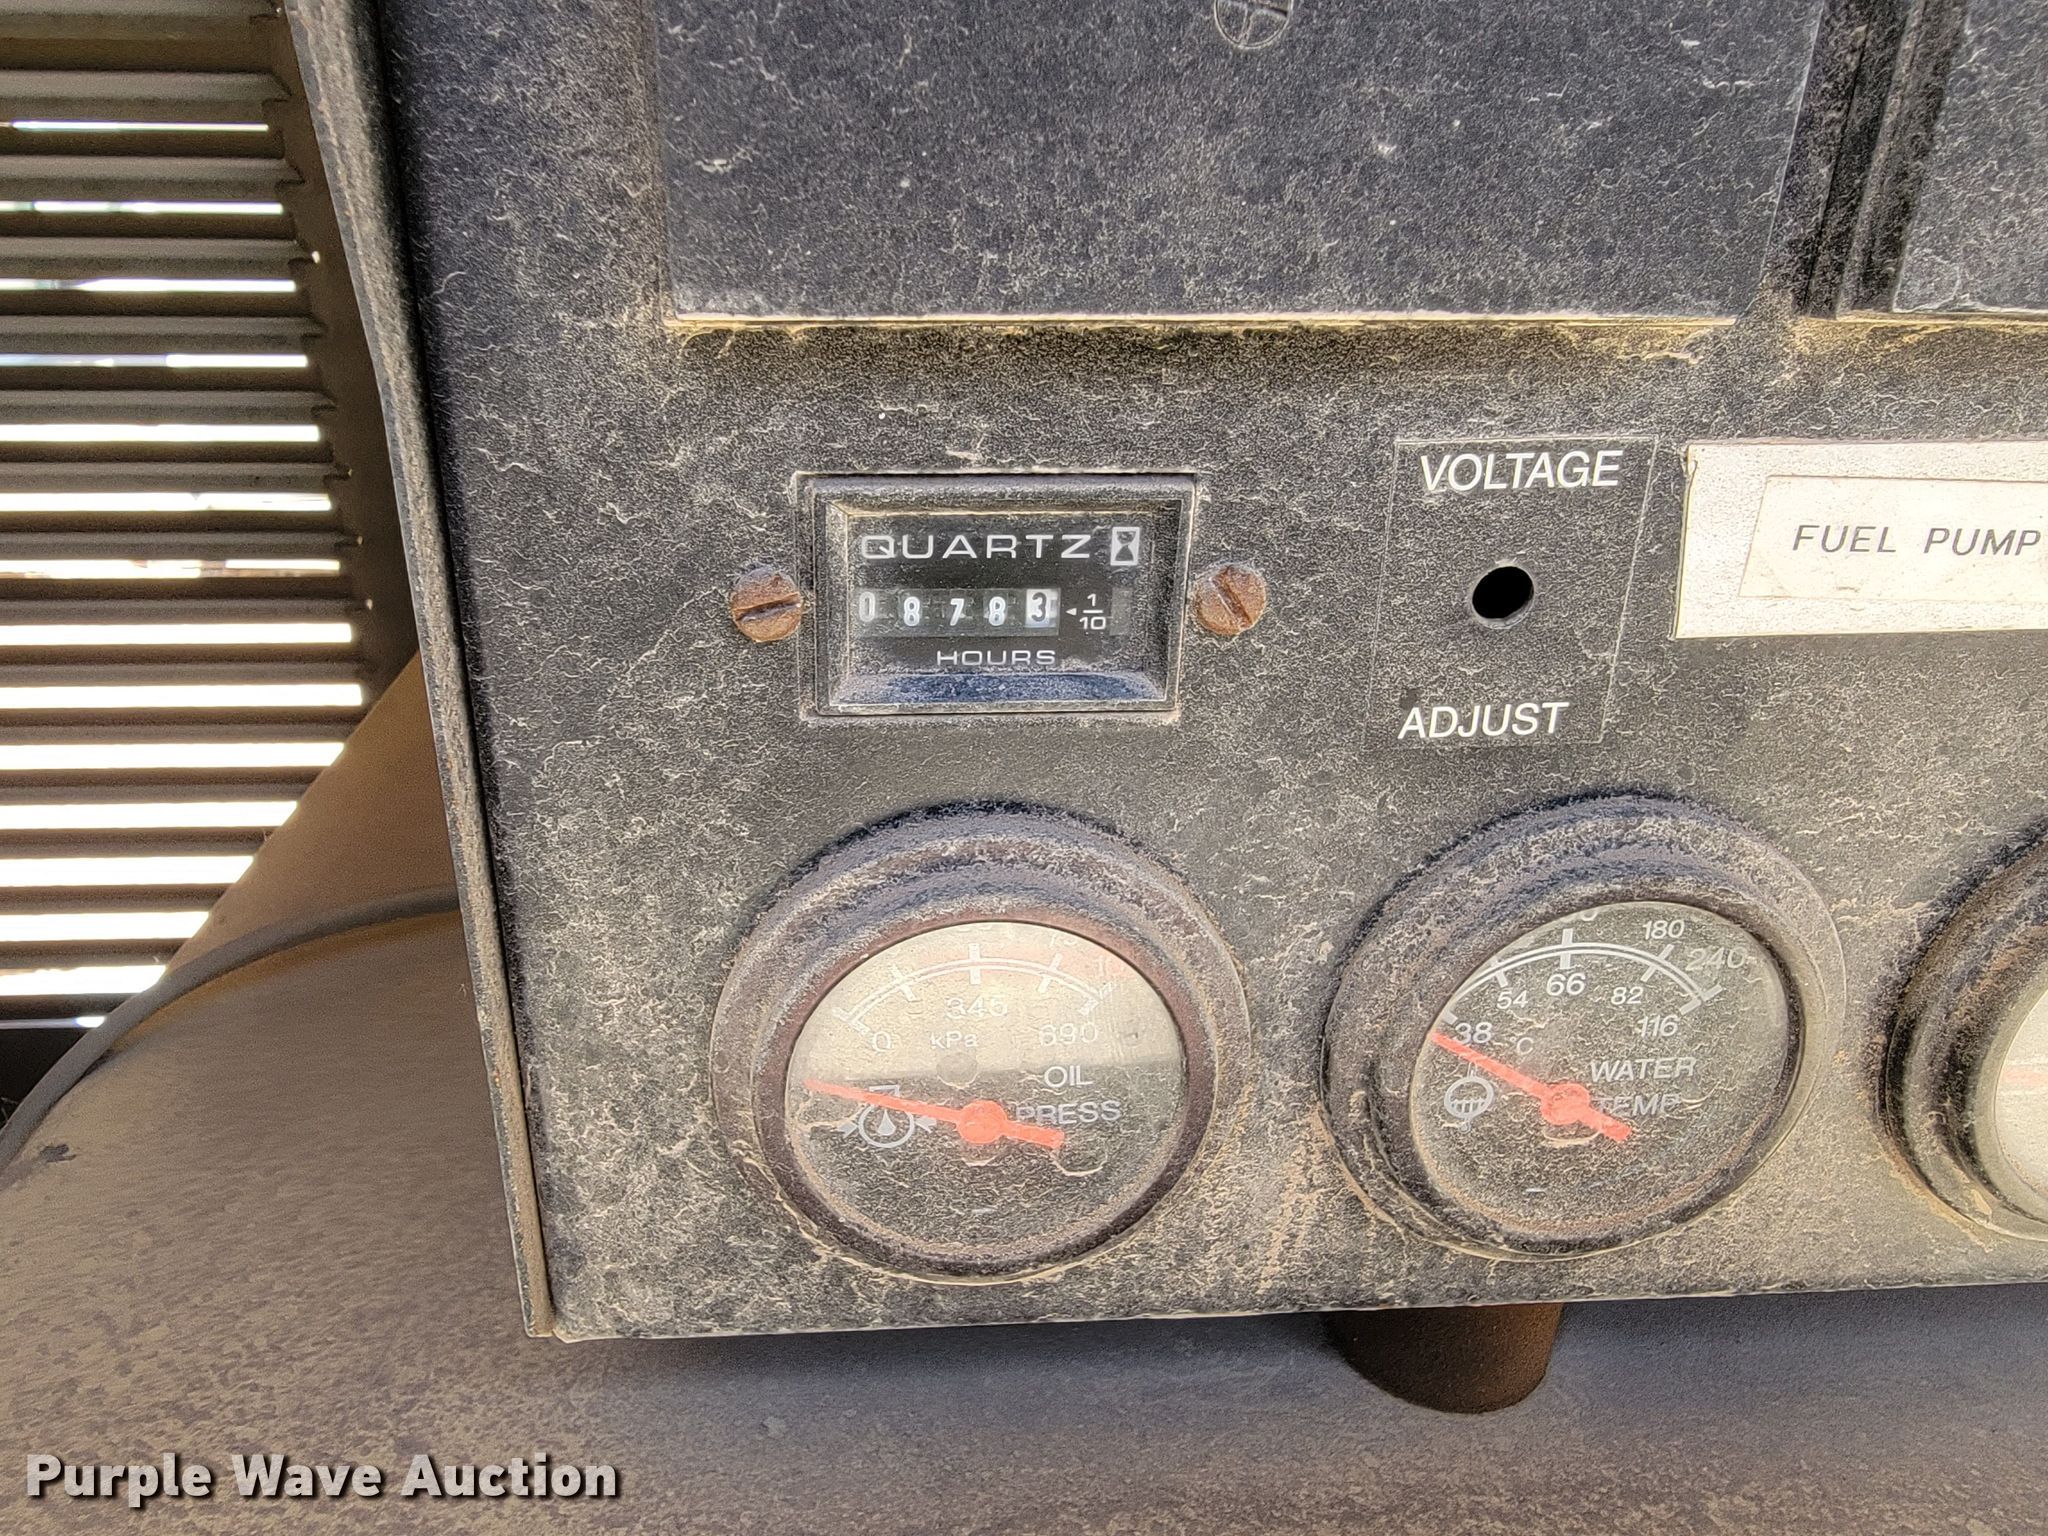 QUARTZ
08783 1/10
HOURS
VOLTAGE
ADJUST
FUEL PUMP
345
0 kPa 690
OIL
PRESS
180
240
54 66 82
38 °C 116
WATER
TEMP
Purple Wave Auction